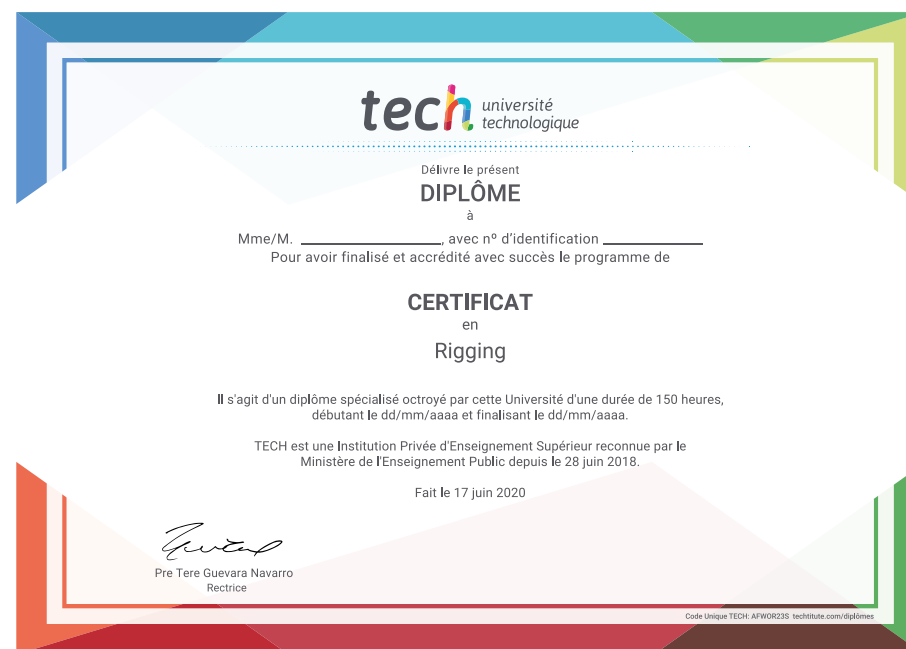 tech université
technologique
Délivre le présent
DIPLÔME
à
Mme/M. ____________________, avec nº d'identification ______________
Pour avoir finalisé et accrédité avec succès le programme de
CERTIFICAT
en
Rigging
Il s'agit d'un diplôme spécialisé octroyé par cette Université d'une durée de 150 heures,
débutant le dd/mm/aaaa et finalisant le dd/mm/aaaa.
TECH est une Institution Privée d'Enseignement Supérieur reconnue par le
Ministère de l'Enseignement Public depuis le 28 juin 2018.
Fait le 17 juin 2020
Pre Tere Guevara Navarro
Rectrice
Code Unique TECH: AFWOR23S techtitute.com/diplômes